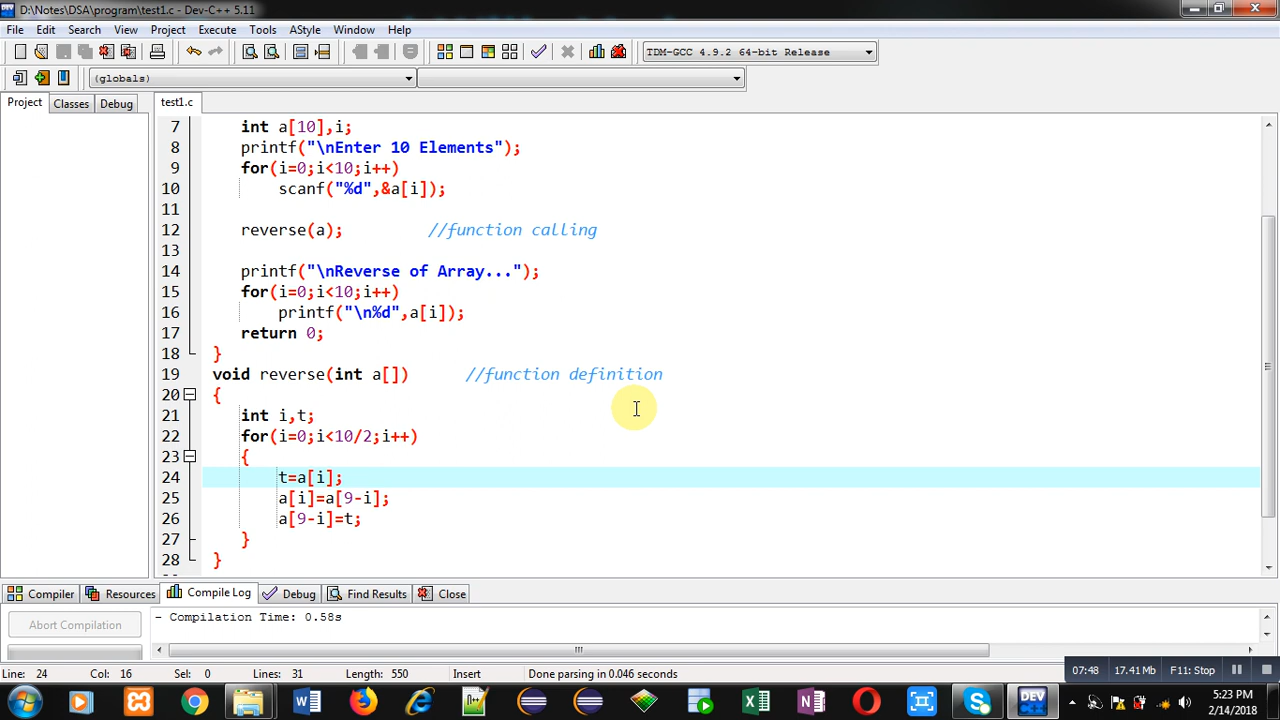 D:\Notes\DSA\program\test1.c - Dev-C++ 5.11
File Edit Search View Project Execute Tools AStyle Window Help
TDM-GCC 4.9.2 64-bit Release
(globals)
Project Classes Debug test1.c
7 int a[10],i;
8 printf("\nEnter 10 Elements");
9 for(i=0;i<10;i++)
10 scanf("%d",&a[i]);
11
12 reverse(a); //function calling
13
14 printf("\nReverse of Array...");
15 for(i=0;i<10;i++)
16 printf("\n%d",a[i]);
17 return 0;
18 }
19 void reverse(int a[]) //function definition
20 {
21 int i,t;
22 for(i=0;i<10/2;i++)
23 {
24 t=a[i];
25 a[i]=a[9-i];
26 a[9-i]=t;
27 }
28 }
Compiler Resources Compile Log Debug Find Results Close
Abort Compilation
- Compilation Time: 0.58s
Line: 24 Col: 16 Sel: 0 Lines: 31 Length: 550 Insert Done parsing in 0.046 seconds
07:48 17.41 Mb F11: Stop
DEV
5:23 PM
2/14/2018